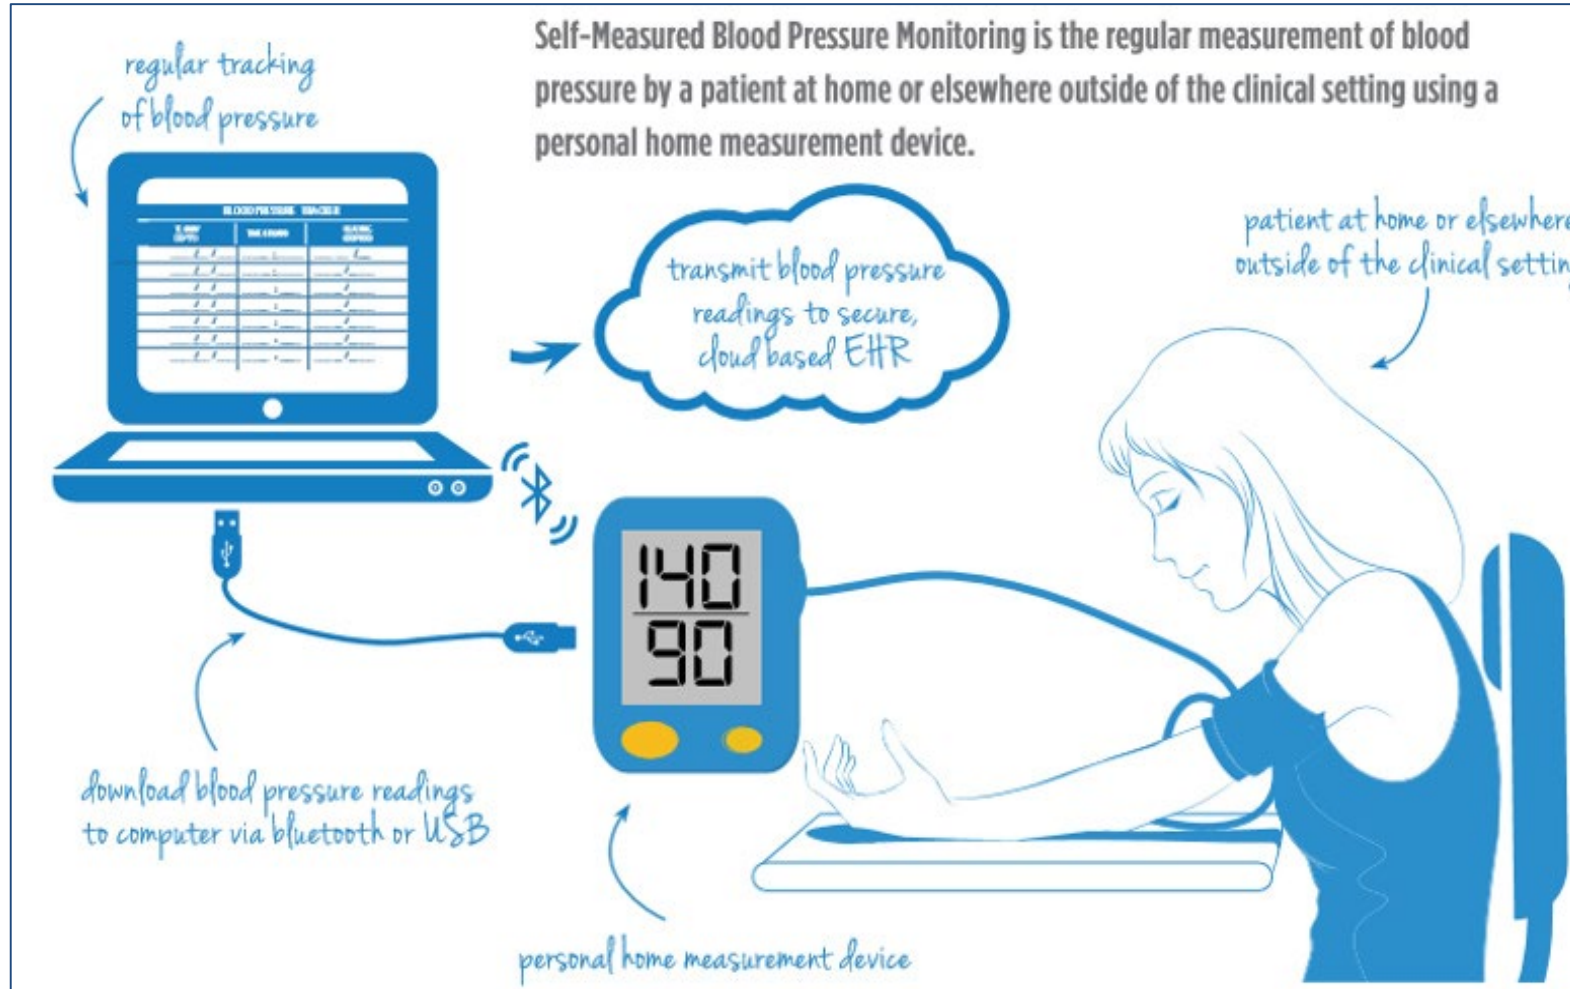 Self-Measured Blood Pressure Monitoring is the regular measurement of blood
pressure by a patient at home or elsewhere outside of the clinical setting using a
personal home measurement device.
regular tracking
of blood pressure
BLOOD PRESSURE TRACKER
transmit blood pressure
readings to secure,
cloud based EHR
patient at home or elsewhere
outside of the clinical
140
90
download blood pressure readings
to computer via bluetooth or USB
personal home measurement device